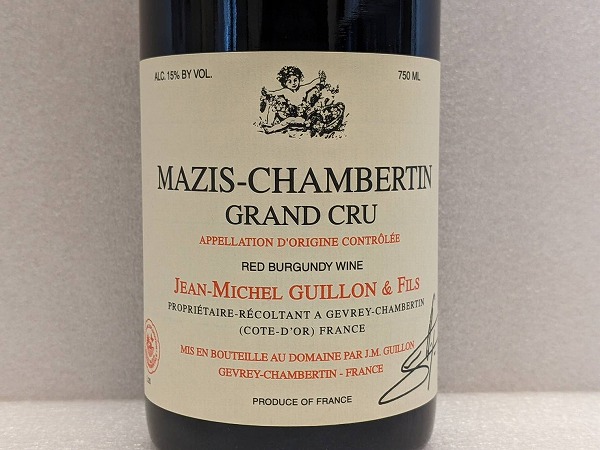 ALC. 15% BY VOL.
750 ML
MAZIS-CHAMBERTIN
GRAND CRU
APPELLATION D'ORIGINE CONTRÔLÉE
RED BURGUNDY WINE
JEAN-MICHEL GUILLON & FILS
PROPRIÉTAIRE-RÉCOLTANT A GEVREY-CHAMBERTIN
(COTE-D'OR) FRANCE
MIS EN BOUTEILLE AU DOMAINE PAR J.M. GUILLON
GEVREY-CHAMBERTIN - FRANCE
PRODUCE OF FRANCE